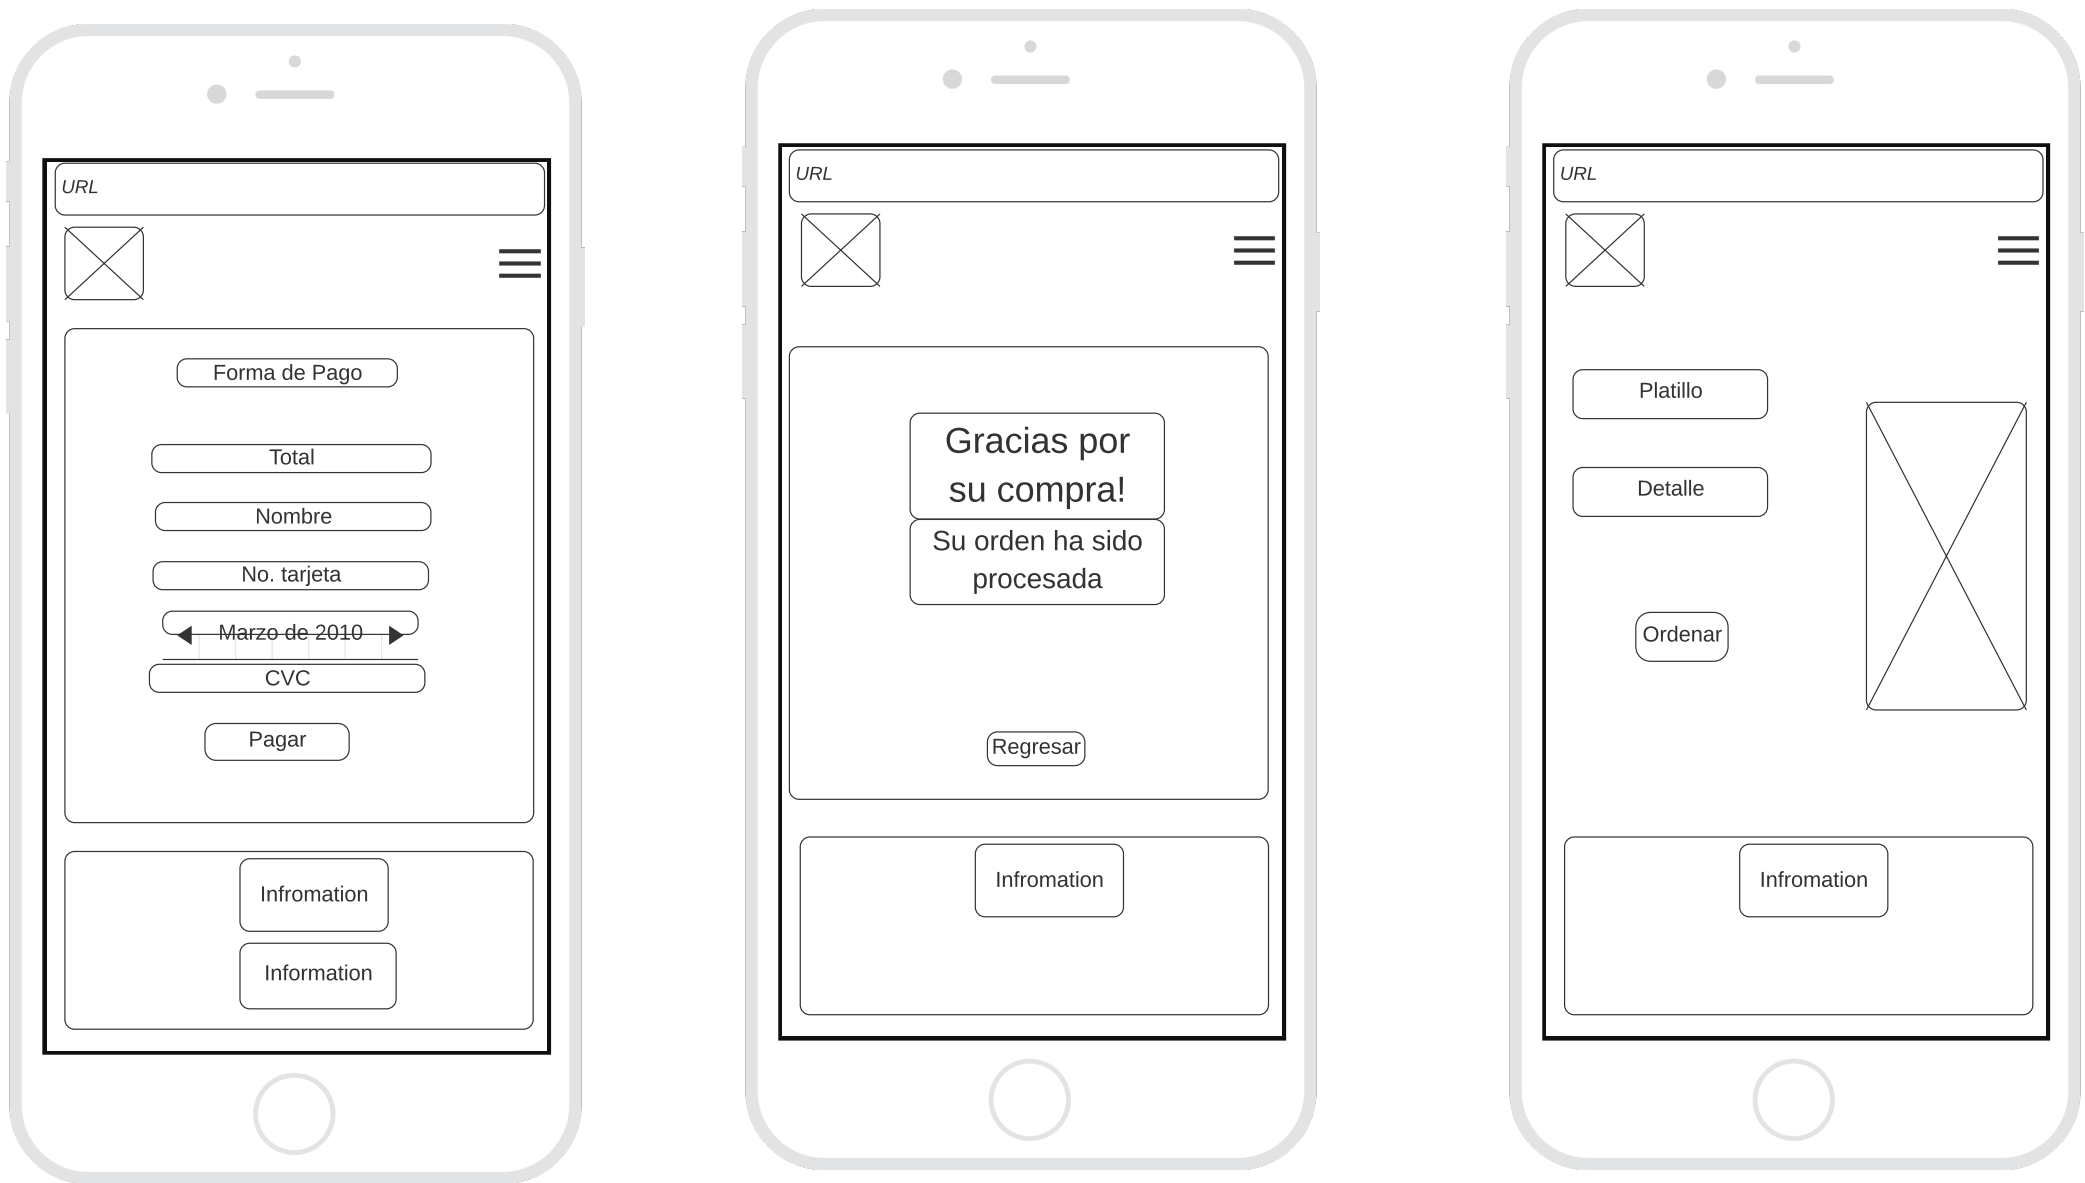 URL
Forma de Pago
Total
Nombre
No. tarjeta
Marzo de 2010
CVC
Pagar
Infromation
Information
URL
Gracias por
su compra!
Su orden ha sido
procesada
Regresar
Infromation
URL
Platillo
Detalle
Ordenar
Infromation